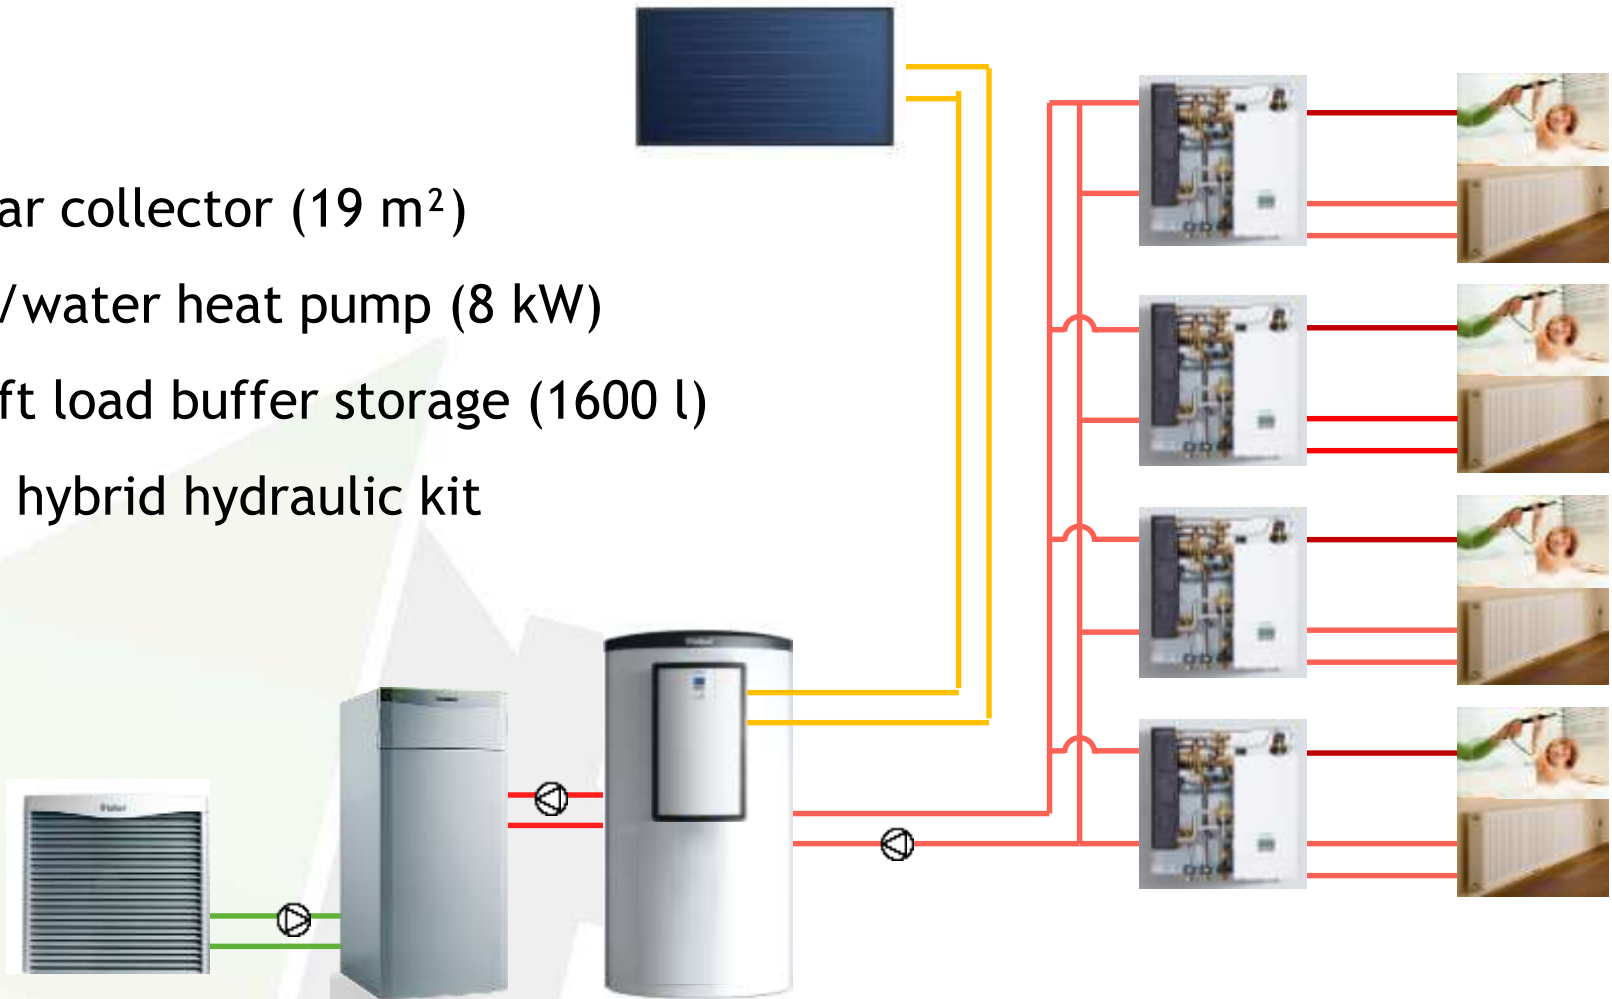 ar collector (19 m²)
/water heat pump (8 kW)
ft load buffer storage (1600 l)
hybrid hydraulic kit